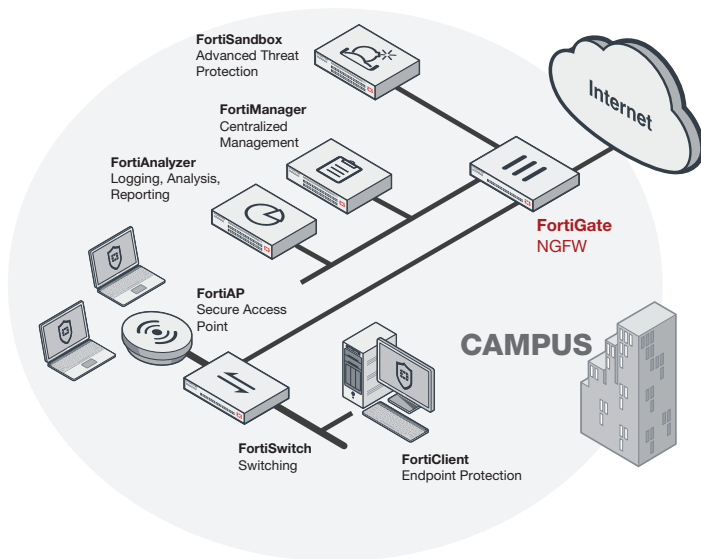 FortiSandbox
Advanced Threat
Protection
Internet
FortiManager
Centralized
Management
FortiAnalyzer
Logging, Analysis,
Reporting
FortiGate
NGFW
FortiAP
Secure Access
Point
CAMPUS
FortiSwitch
Switching
FortiClient
Endpoint Protection